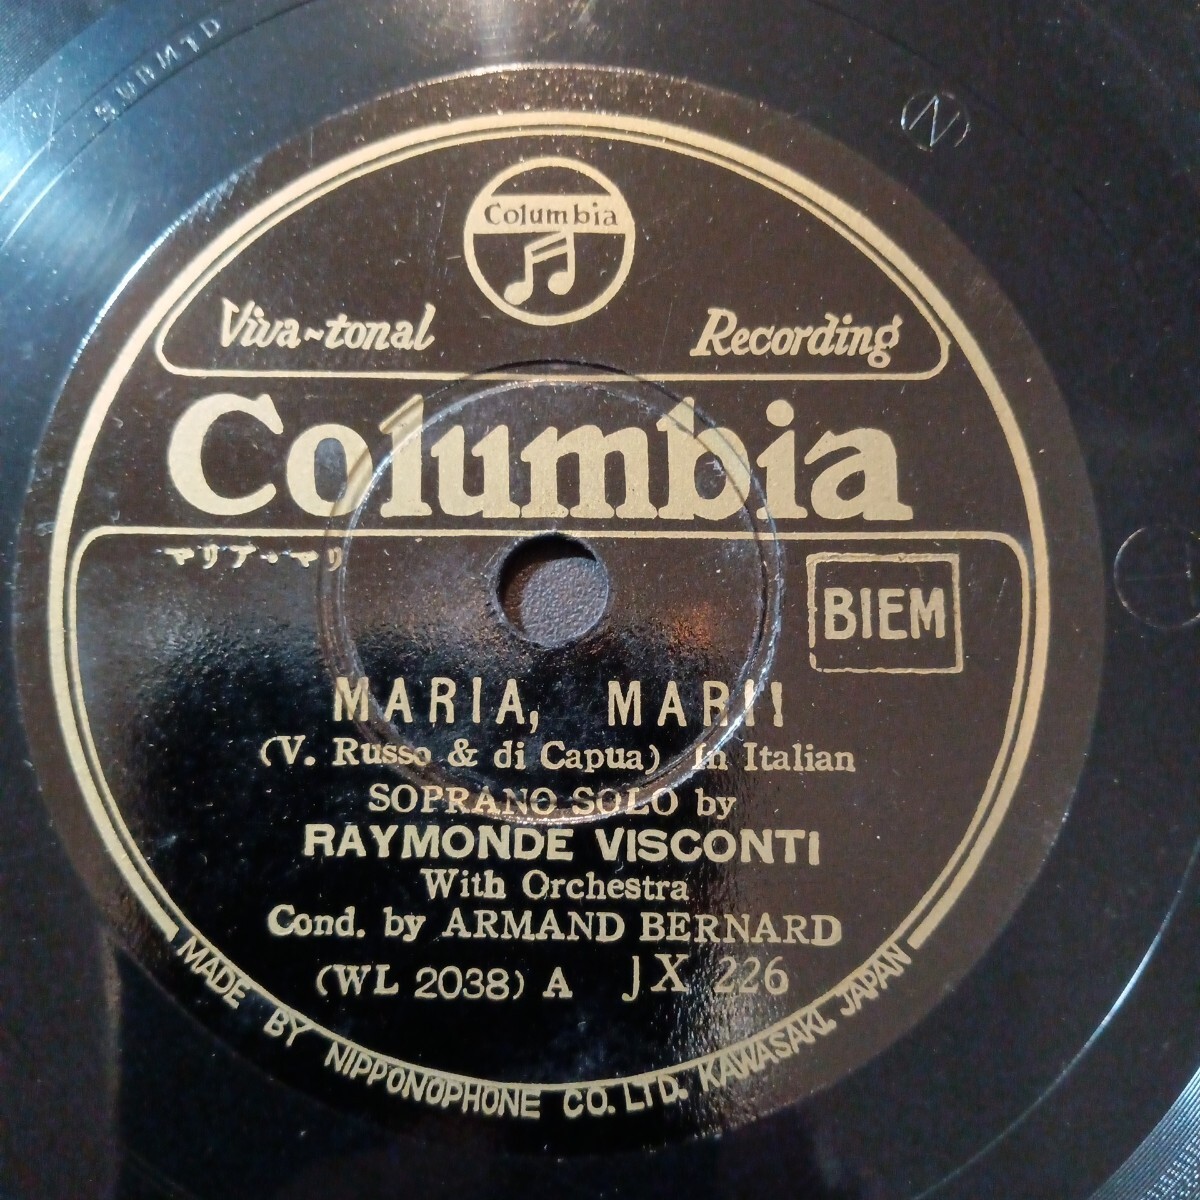 Columbia
Viva-tonal Recording
Columbia
マリア・マリ
BIEM
MARIA, MARI!
(V. Russo & di Capua) In Italian
SOPRANO SOLO by
RAYMONDE VISCONTI
With Orchestra
Cond. by ARMAND BERNARD
(WL 2038) A JX 226
MADE BY NIPPONOPHONE CO. LTD. KAWASAKI, JAPAN
N